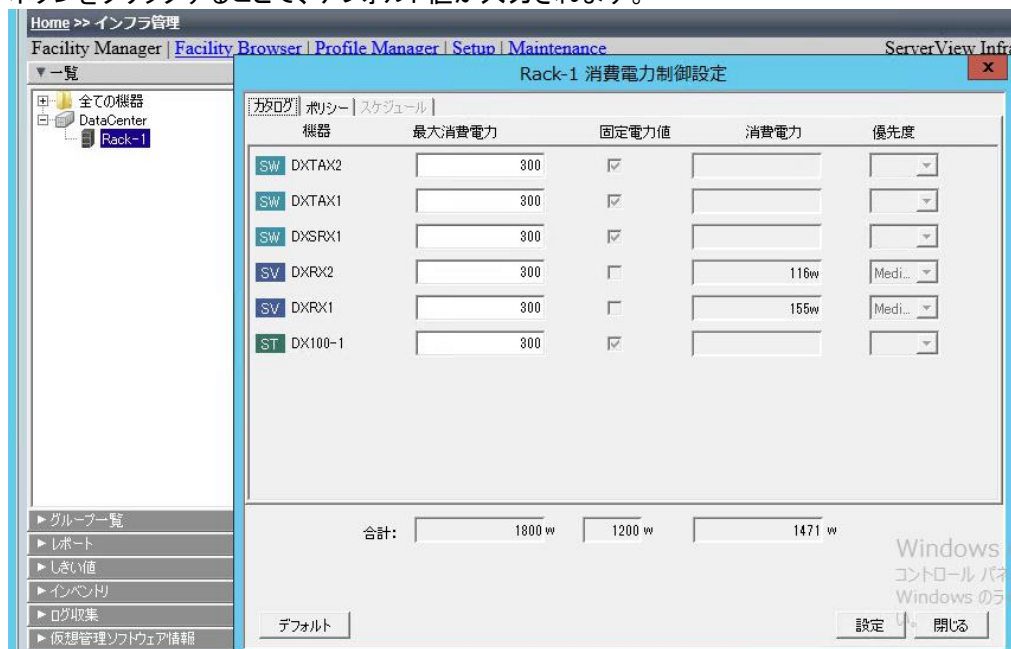 Home >> インフラ管理
Facility Manager | Facility Browser | Profile Manager | Setup | Maintenance ServerView Infr
▼一覧
全ての機器
DataCenter
Rack-1
Rack-1 消費電力制御設定
x
カタログ ポリシー スケジュール
機器 最大消費電力 固定電力値 消費電力 優先度
SW DXTAX2 300
SW DXTAX1 300
SW DXSRX1 300
SV DXRX2 300 116w Medi...
SV DXRX1 300 155w Medi...
ST DX100-1 300
合計: 1800 w 1200 w 1471 w
デフォルト 設定 閉じる
▶グループ一覧
▶レポート
▶しきい値
▶インベントリ
▶ログ収集
▶仮想管理ソフトウェア情報
Windows
コントロール パネ
Windows のラ
い。